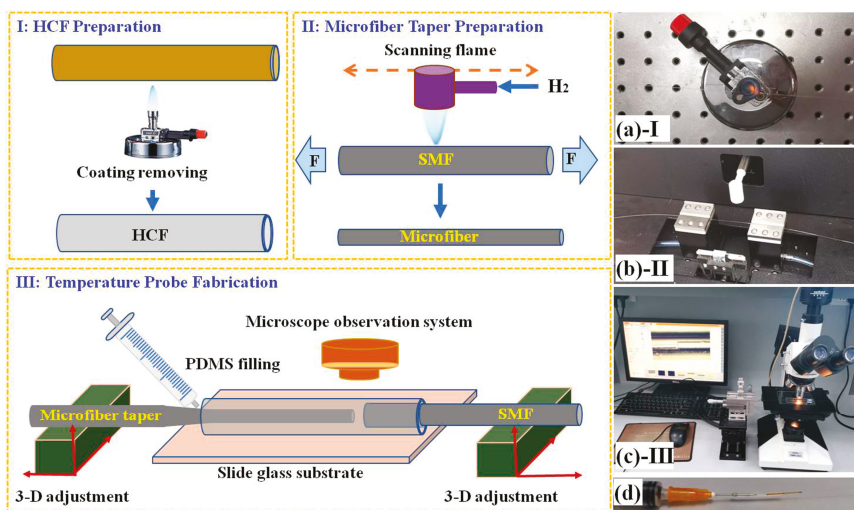 I: HCF Preparation
Coating removing
HCF
II: Microfiber Taper Preparation
Scanning flame
H2
F
SMF
F
Microfiber
III: Temperature Probe Fabrication
Microscope observation system
PDMS filling
Microfiber taper
SMF
Slide glass substrate
3-D adjustment
3-D adjustment
(a)-I
(b)-II
(c)-III
(d)